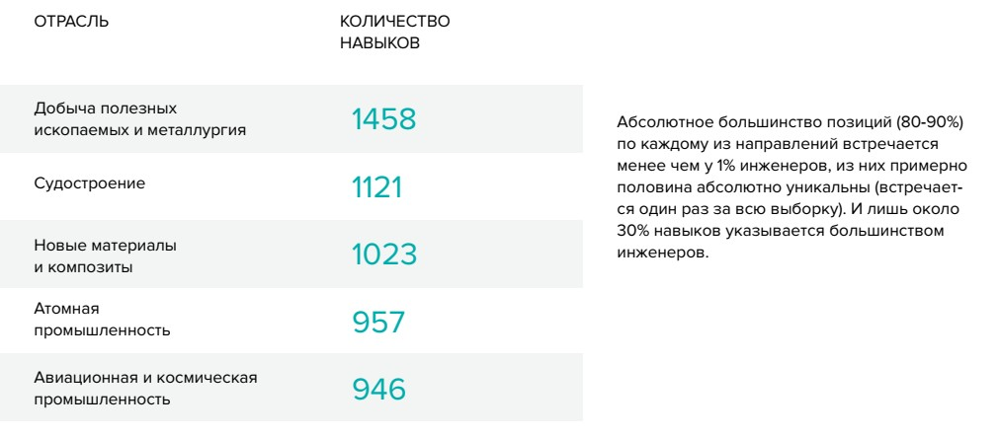 ОТРАСЛЬ
КОЛИЧЕСТВО
НАВЫКОВ
Добыча полезных
ископаемых и металлургия
1458
Судостроение
1121
Новые материалы
и композиты
1023
Атомная
промышленность
957
Авиационная и космическая
промышленность
946
Абсолютное большинство позиций (80-90%)
по каждому из направлений встречается
менее чем у 1% инженеров, из них примерно
половина абсолютно уникальны (встречает-
ся один раз за всю выборку). И лишь около
30% навыков указывается большинством
инженеров.